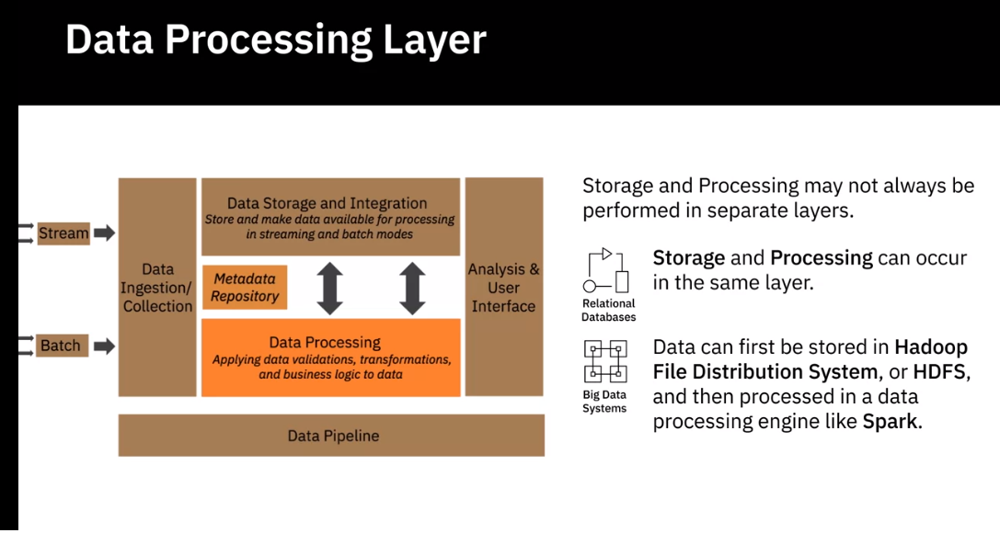 Data Processing Layer
Stream
Batch
Data
Ingestion/
Collection
Data Storage and Integration
Store and make data available for processing
in streaming and batch modes
Metadata
Repository
Data Processing
Applying data validations, transformations,
and business logic to data
Analysis &
User
Interface
Data Pipeline
Storage and Processing may not always be
performed in separate layers.
Relational
Databases
Storage and Processing can occur
in the same layer.
Big Data
Systems
Data can first be stored in Hadoop
File Distribution System, or HDFS,
and then processed in a data
processing engine like Spark.